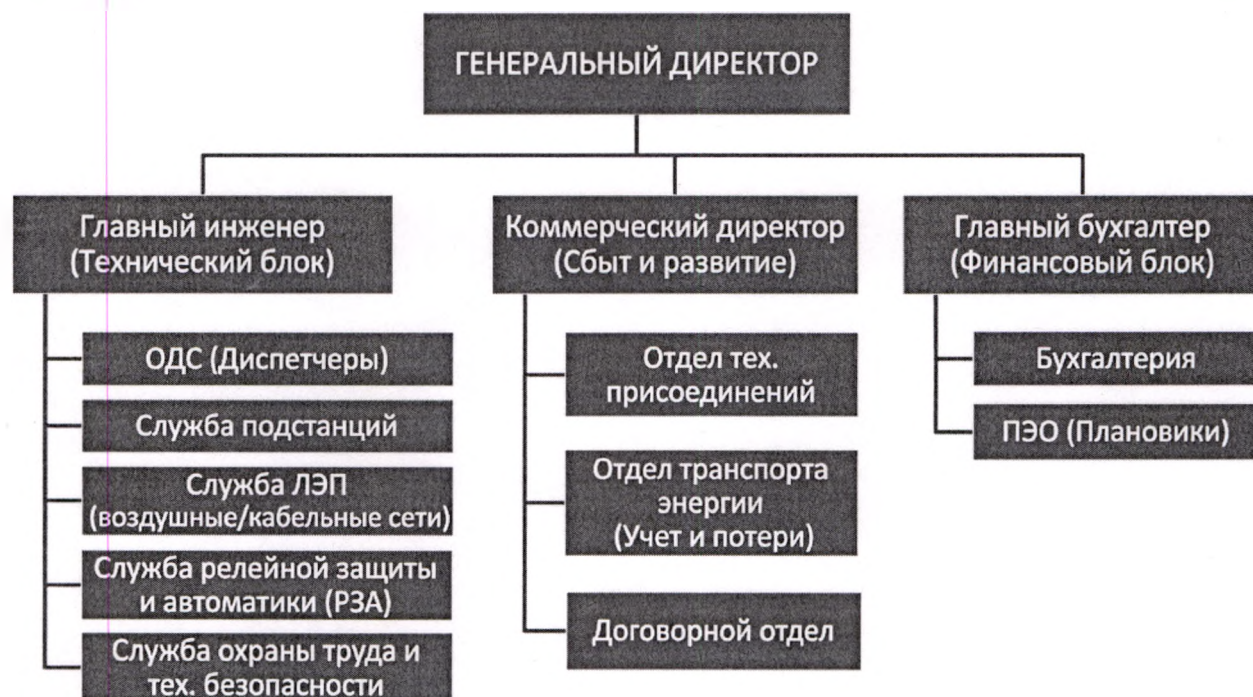 ГЕНЕРАЛЬНЫЙ ДИРЕКТОР
Главный инженер
(Технический блок)
ОДС (Диспетчеры)
Служба подстанций
Служба ЛЭП
(воздушные/кабельные сети)
Служба релейной защиты
и автоматики (РЗА)
Служба охраны труда и
тех. безопасности
Коммерческий директор
(Сбыт и развитие)
Отдел тех.
присоединений
Отдел транспорта
энергии
(Учет и потери)
Договорной отдел
Главный бухгалтер
(Финансовый блок)
Бухгалтерия
ПЭО (Плановики)